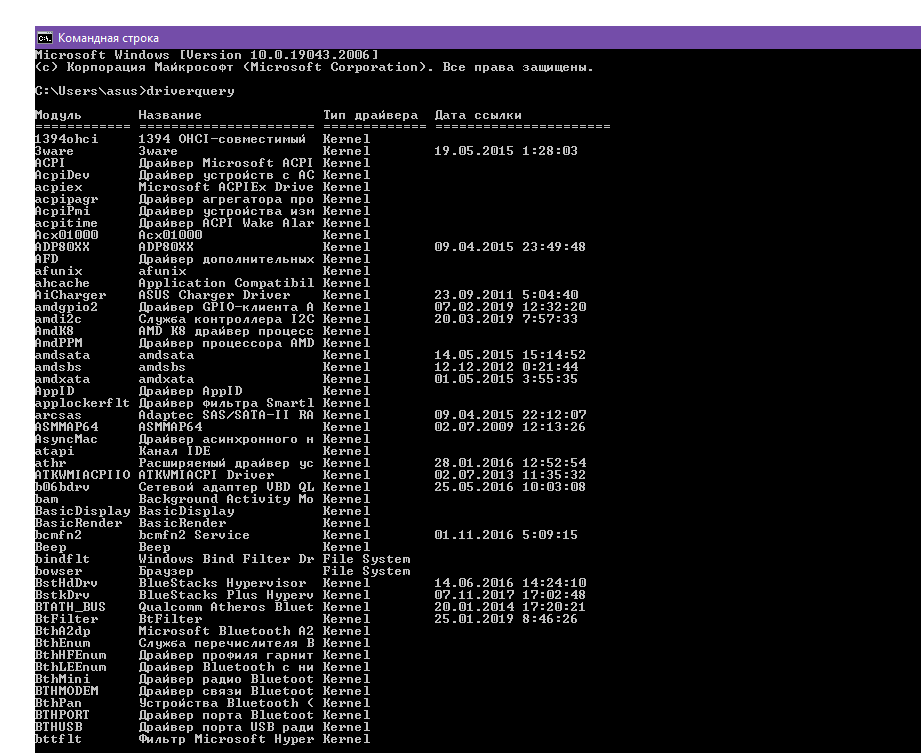 Командная строка
Microsoft Windows [Version 10.0.19043.2006]
(c) Корпорация Майкрософт (Microsoft Corporation). Все права защищены.
C:\Users\asus>driverquery
Модуль Название Тип драйвера Дата ссылки
============ ====================== ============= ======================
1394ohci 1394 OHCI-совместимый Kernel
3ware 3ware Kernel 19.05.2015 1:28:03
ACPI Драйвер Microsoft ACPI Kernel
AcpiDev Драйвер устройств с AC Kernel
acpiex Microsoft ACPIEx Drive Kernel
acpipagr Драйвер агрегатора про Kernel
AcpiPmi Драйвер устройства изм Kernel
acpitime Драйвер ACPI Wake Alar Kernel
Acx01000 Acx01000 Kernel
ADP80XX ADP80XX Kernel 09.04.2015 23:49:48
AFD Драйвер дополнительных Kernel
afunix afunix Kernel
ahcache Application Compatibil Kernel
AiCharger ASUS Charger Driver Kernel 23.09.2011 5:04:40
amdgpio2 Драйвер GPIO-клиента A Kernel 07.02.2019 12:32:20
amdi2c Служба контроллера I2C Kernel 20.03.2019 7:57:33
AmdK8 AMD K8 драйвер процесс Kernel
AmdPPM Драйвер процессора AMD Kernel
amdsata amdsata Kernel 14.05.2015 15:14:52
amdsbs amdsbs Kernel 12.12.2012 0:21:44
amdxata amdxata Kernel 01.05.2015 3:55:35
AppID Драйвер AppID Kernel
applockerflt Драйвер фильтра Smartl Kernel
arcsas Adaptec SAS/SATA-II RA Kernel 09.04.2015 22:12:07
ASMMAP64 ASMMAP64 Kernel 02.07.2009 12:13:26
AsyncMac Драйвер асинхронного н Kernel
atapi Канал IDE Kernel
athr Расширяемый драйвер ус Kernel 28.01.2016 12:52:54
ATKWMIACPIIO ATKWMIACPI Driver Kernel 02.07.2013 11:35:32
b06bdrv Сетевой адаптер VBD QL Kernel 25.05.2016 10:03:08
bam Background Activity Mo Kernel
BasicDisplay BasicDisplay Kernel
BasicRender BasicRender Kernel
bcmfn2 bcmfn2 Service Kernel 01.11.2016 5:09:15
Beep Beep Kernel
bindflt Windows Bind Filter Dr File System
bowser Браузер File System
BstHdDrv BlueStacks Hypervisor Kernel 14.06.2016 14:24:10
BstkDrv BlueStacks Plus Hyperv Kernel 07.11.2017 17:02:48
BTATH_BUS Qualcomm Atheros Bluet Kernel 20.01.2014 17:20:21
BtFilter BtFilter Kernel 25.01.2019 8:46:26
BthA2dp Microsoft Bluetooth A2 Kernel
BthEnum Служба перечислителя B Kernel
BthHFEnum Драйвер профиля гарнит Kernel
BthLEEnum Драйвер Bluetooth с ни Kernel
BthMini Драйвер радио Bluetoot Kernel
BTHMODEM Драйвер связи Bluetoot Kernel
BthPan Устройства Bluetooth ( Kernel
BTHPORT Драйвер порта Bluetoot Kernel
BTHUSB Драйвер порта USB ради Kernel
bttflt Фильтр Microsoft Hyper Kernel